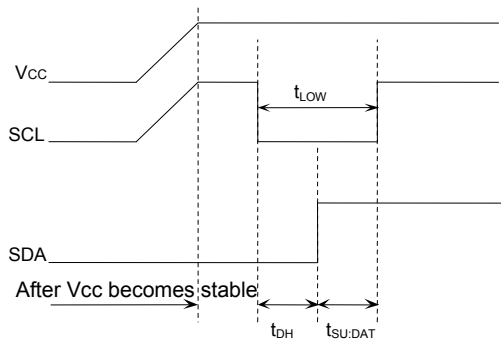 VCC
tLOW
SCL
SDA
After Vcc becomes stable
tDH
tSU;DAT